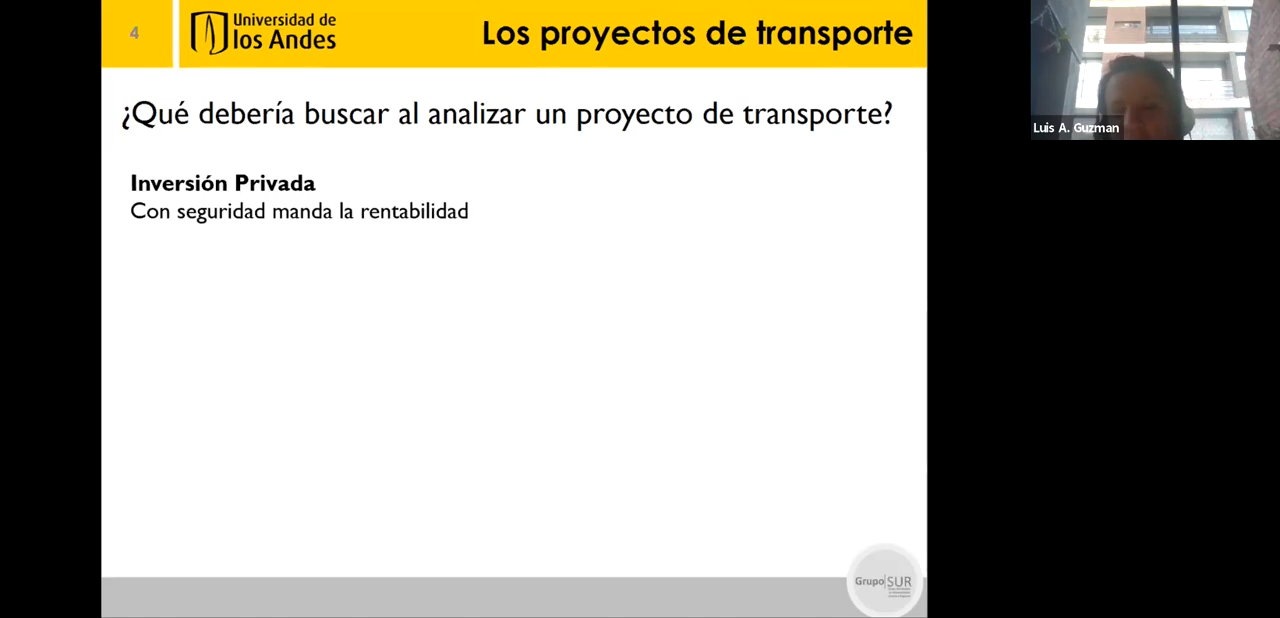 4
Universidad de
los Andes
Los proyectos de transporte
¿Qué debería buscar al analizar un proyecto de transporte?
Inversión Privada
Con seguridad manda la rentabilidad
Luis A. Guzman
Grupo|SUR